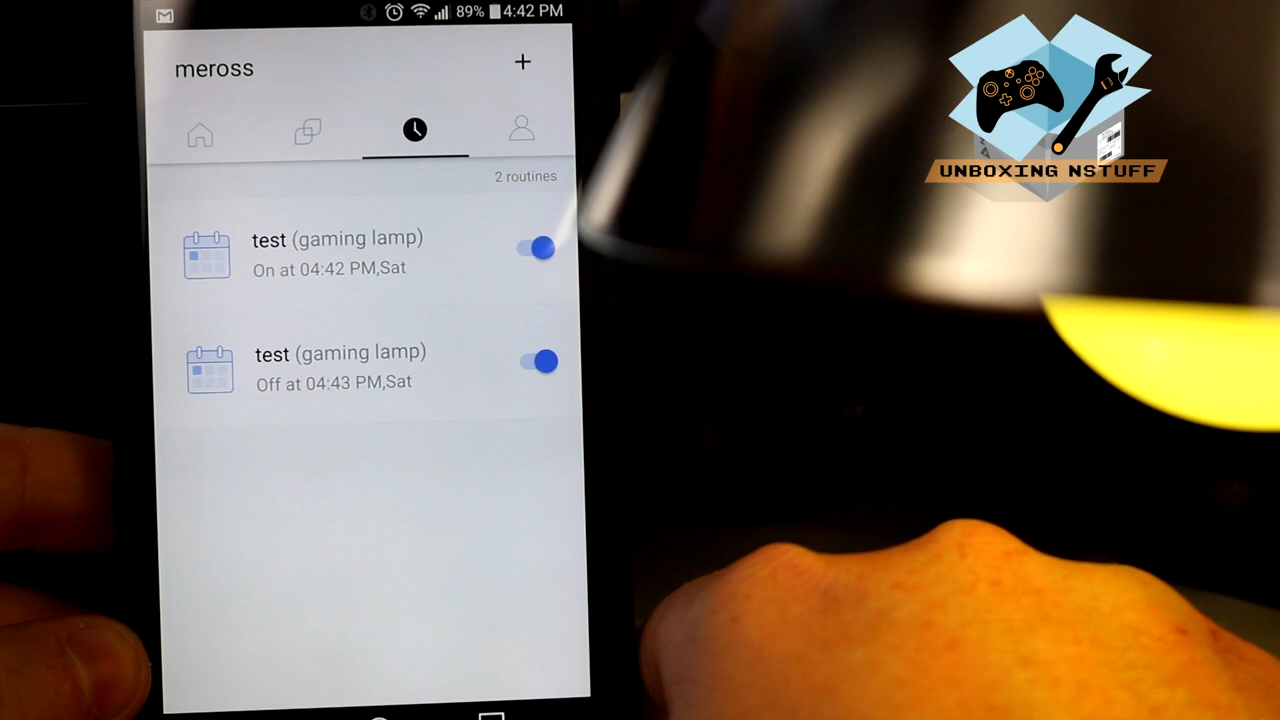 89% 4:42 PM
meross
+
2 routines
test (gaming lamp)
On at 04:42 PM,Sat
test (gaming lamp)
Off at 04:43 PM,Sat
UNBOXING NSTUFF